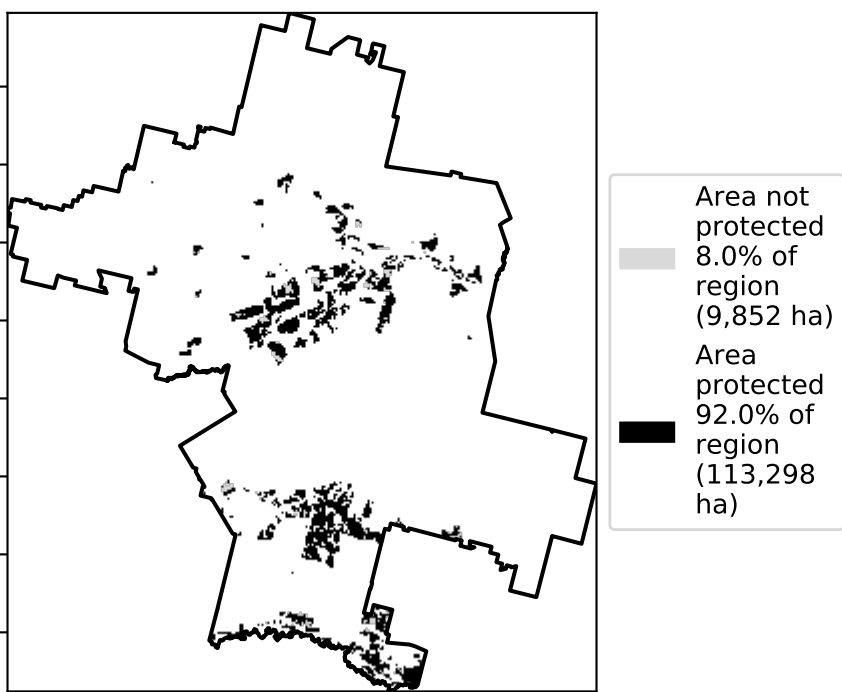 Area not
protected
8.0% of
region
(9,852 ha)
Area
protected
92.0% of
region
(113,298
ha)